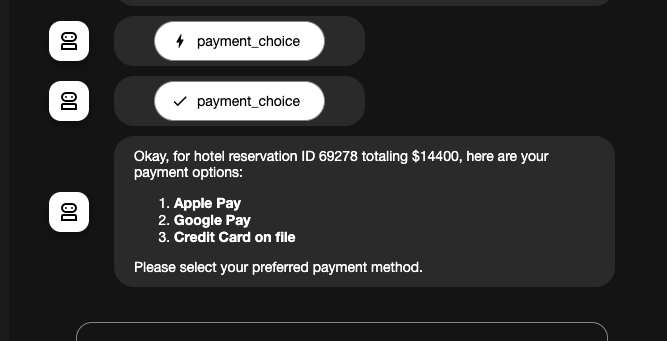 payment_choice
payment_choice
Okay, for hotel reservation ID 69278 totaling $14400, here are your
payment options:
1. Apple Pay
2. Google Pay
3. Credit Card on file
Please select your preferred payment method.